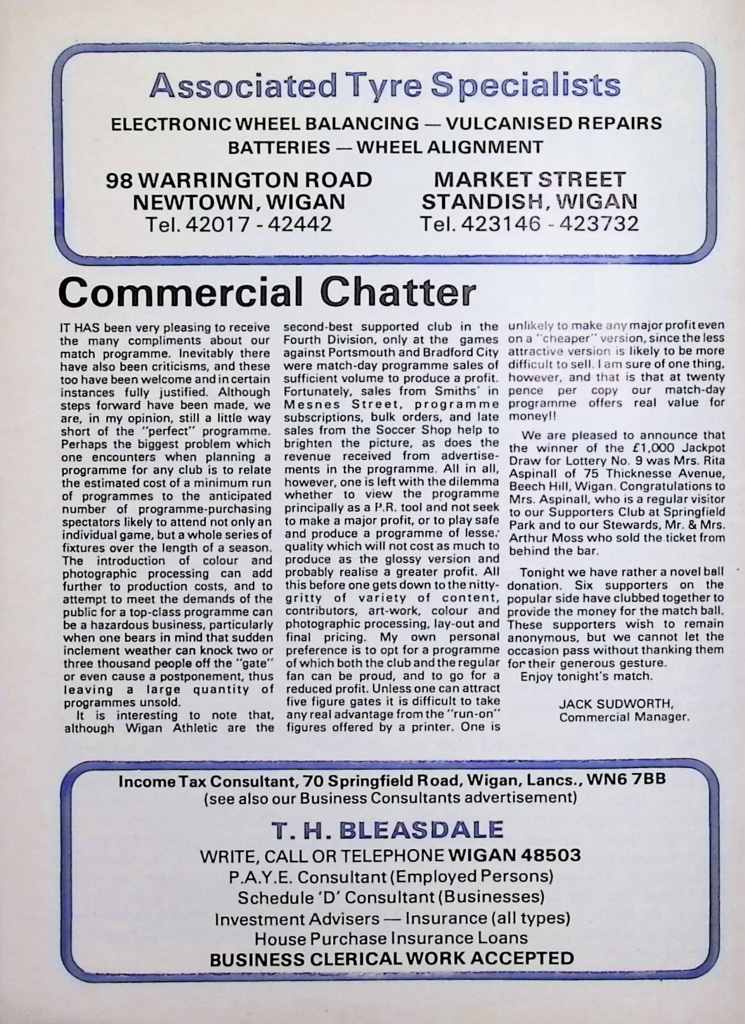 Associated Tyre Specialists
ELECTRONIC WHEEL BALANCING — VULCANISED REPAIRS
BATTERIES — WHEEL ALIGNMENT
98 WARRINGTON ROAD
NEWTOWN, WIGAN
Tel. 42017 - 42442
MARKET STREET
STANDISH, WIGAN
Tel. 423146 - 423732
Commercial Chatter
IT HAS been very pleasing to receive
the many compliments about our
match programme. Inevitably there
have also been criticisms, and these
too have been welcome and in certain
instances fully justified. Although
steps forward have been made, we
are, in my opinion, still a little way
short of the "perfect" programme.
Perhaps the biggest problem which
one encounters when planning a
programme for any club is to relate
the estimated cost of a minimum run
of programmes to the anticipated
number of programme-purchasing
spectators likely to attend not only an
individual game, but a whole series of
fixtures over the length of a season.
The introduction of colour and
photographic processing can add
further to production costs, and to
attempt to meet the demands of the
public for a top-class programme can
be a hazardous business, particularly
when one bears in mind that sudden
inclement weather can knock two or
three thousand people off the "gate"
or even cause a postponement, thus
leaving a large quantity of
programmes unsold.
It is interesting to note that,
although Wigan Athletic are the
second-best supported club in the
Fourth Division, only at the games
against Portsmouth and Bradford City
were match-day programme sales of
sufficient volume to produce a profit.
Fortunately, sales from Smiths' in
Mesnes Street, programme
subscriptions, bulk orders, and late
sales from the Soccer Shop help to
brighten the picture, as does the
revenue received from advertise-
ments in the programme. All in all,
however, one is left with the dilemma
whether to view the programme
principally as a P.R. tool and not seek
to make a major profit, or to play safe
and produce a programme of lesser
quality which will not cost as much to
produce as the glossy version and
probably realise a greater profit. All
this before one gets down to the nitty-
gritty of variety of content,
contributors, art-work, colour and
photographic processing, lay-out and
final pricing. My own personal
preference is to opt for a programme
of which both the club and the regular
fan can be proud, and to go for a
reduced profit. Unless one can attract
five figure gates it is difficult to take
any real advantage from the "run-on"
figures offered by a printer. One is
unlikely to make any major profit even
on a "cheaper" version, since the less
attractive version is likely to be more
difficult to sell. I am sure of one thing,
however, and that is that at twenty
pence per copy our match-day
programme offers real value for
money!!
We are pleased to announce that
the winner of the £1,000 Jackpot
Draw for Lottery No. 9 was Mrs. Rita
Aspinall of 75 Thicknesse Avenue,
Beech Hill, Wigan. Congratulations to
Mrs. Aspinall, who is a regular visitor
to our Supporters Club at Springfield
Park and to our Stewards, Mr. & Mrs.
Arthur Moss who sold the ticket from
behind the bar.
Tonight we have rather a novel ball
donation. Six supporters on the
popular side have clubbed together to
provide the money for the match ball.
These supporters wish to remain
anonymous, but we cannot let the
occasion pass without thanking them
for their generous gesture.
Enjoy tonight's match.
JACK SUDWORTH,
Commercial Manager.
Income Tax Consultant, 70 Springfield Road, Wigan, Lancs., WN6 7BB
(see also our Business Consultants advertisement)
T. H. BLEASDALE
WRITE, CALL OR TELEPHONE WIGAN 48503
P.A.Y.E. Consultant (Employed Persons)
Schedule 'D' Consultant (Businesses)
Investment Advisers — Insurance (all types)
House Purchase Insurance Loans
BUSINESS CLERICAL WORK ACCEPTED